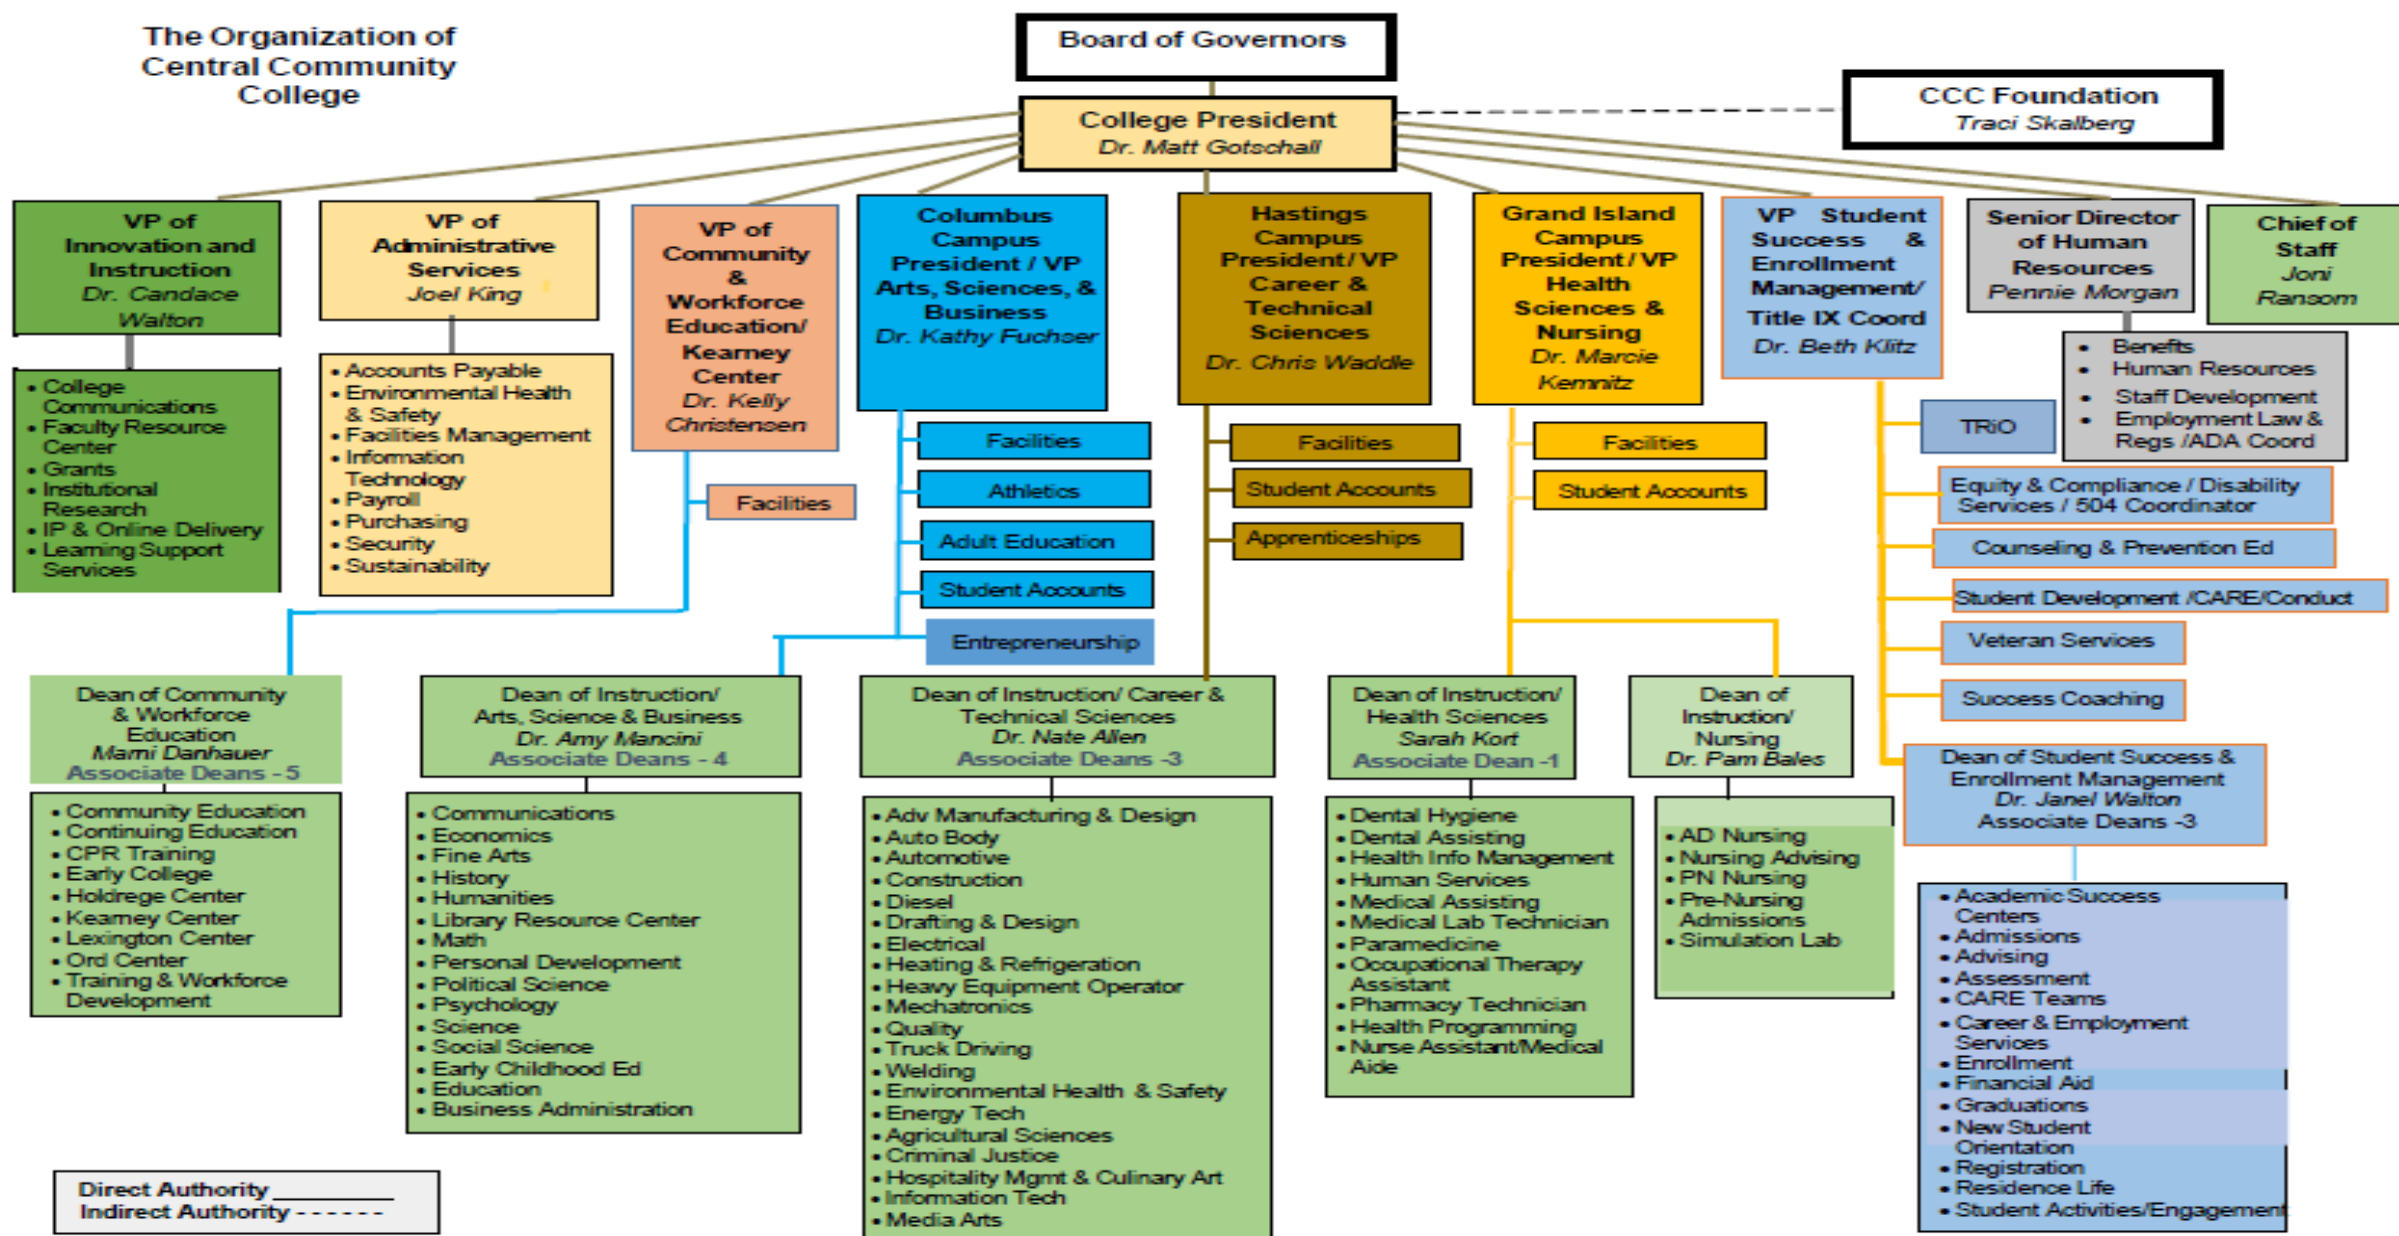 The Organization of
Central Community
College
Board of Governors
College President
Dr. Matt Gotschall
CCC Foundation
Traci Skalberg
VP of
Innovation and
Instruction
Dr. Candace
Walton
VP of
Administrative
Services
Joel King
VP of
Community
&
Workforce
Education/
Kearney
Center
Dr. Kelly
Christensen
Columbus
Campus
President / VP
Arts, Sciences, &
Business
Dr. Kathy Fuchser
Hastings
Campus
President/ VP
Career &
Technical
Sciences
Dr. Chris Waddle
Grand Island
Campus
President/ VP
Health
Sciences &
Nursing
Dr. Marcie
Kemnitz
VP Student
Success &
Enrollment
Management/
Title IX Coord
Dr. Beth Klitz
Senior Director
of Human
Resources
Pennie Morgan
Chief of
Staff
Joni
Ransom
• College
Communications
• Faculty Resource
Center
• Grants
• Institutional
Research
• IP & Online Delivery
• Learning Support
Services
• Accounts Payable
• Environmental Health
& Safety
• Facilities Management
• Information
Technology
• Payroll
• Purchasing
• Security
• Sustainability
Facilities
Facilities
Athletics
Adult Education
Student Accounts
Entrepreneurship
Facilities
Student Accounts
Apprenticeships
Facilities
Student Accounts
• Benefits
• Human Resources
• Staff Development
• Employment Law &
Regs /ADA Coord
TRiO
Equity & Compliance / Disability
Services / 504 Coordinator
Counseling & Prevention Ed
Student Development /CARE/Conduct
Veteran Services
Success Coaching
Dean of Community
& Workforce
Education
Marni Danhauer
Associate Deans - 5
Dean of Instruction/
Arts, Science & Business
Dr. Amy Mancini
Associate Deans - 4
Dean of Instruction/ Career &
Technical Sciences
Dr. Nate Allen
Associate Deans -3
Dean of Instruction/
Health Sciences
Sarah Kort
Associate Dean -1
Dean of
Instruction/
Nursing
Dr. Pam Bales
Dean of Student Success &
Enrollment Management
Dr. Janel Walton
Associate Deans -3
• Community Education
• Continuing Education
• CPR Training
• Early College
• Holdrege Center
• Kearney Center
• Lexington Center
• Ord Center
• Training & Workforce
Development
• Communications
• Economics
• Fine Arts
• History
• Humanities
• Library Resource Center
• Math
• Personal Development
• Political Science
• Psychology
• Science
• Social Science
• Early Childhood Ed
• Education
• Business Administration
• Adv Manufacturing & Design
• Auto Body
• Automotive
• Construction
• Diesel
• Drafting & Design
• Electrical
• Heating & Refrigeration
• Heavy Equipment Operator
• Mechatronics
• Quality
• Truck Driving
• Welding
• Environmental Health & Safety
• Energy Tech
• Agricultural Sciences
• Criminal Justice
• Hospitality Mgmt & Culinary Art
• Information Tech
• Media Arts
• Dental Hygiene
• Dental Assisting
• Health Info Management
• Human Services
• Medical Assisting
• Medical Lab Technician
• Paramedicine
• Occupational Therapy
Assistant
• Pharmacy Technician
• Health Programming
• Nurse Assistant/Medical
Aide
• AD Nursing
• Nursing Advising
• PN Nursing
• Pre-Nursing
Admissions
• Simulation Lab
• Academic Success
Centers
• Admissions
• Advising
• Assessment
• CARE Teams
• Career & Employment
Services
• Enrollment
• Financial Aid
• Graduations
• New Student
Orientation
• Registration
• Residence Life
• Student Activities/Engagement
Direct Authority ________
Indirect Authority - - - - - -